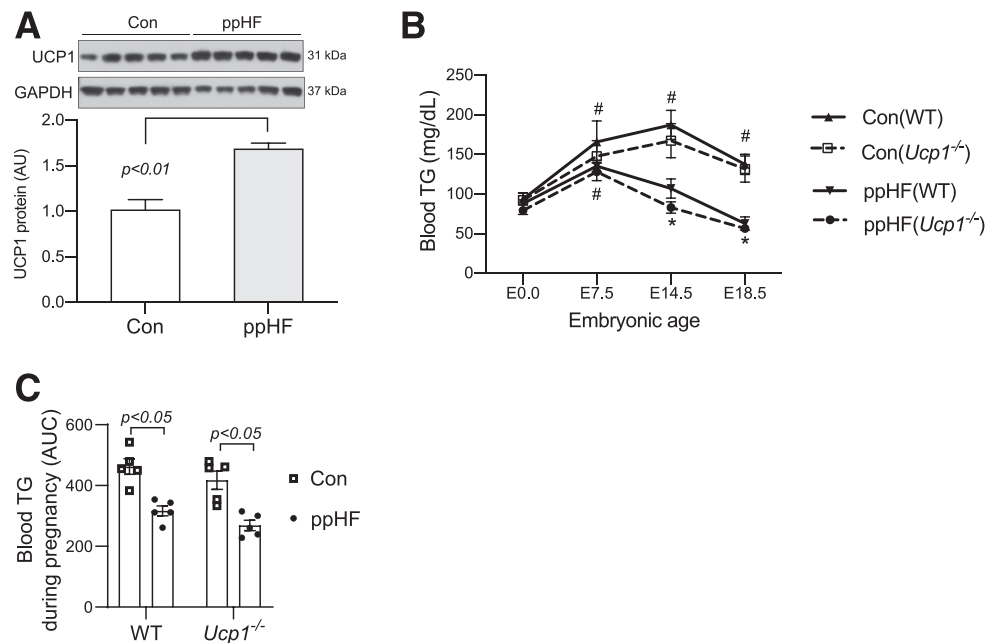 A
Con ppHF
UCP1 31 kDa
GAPDH 37 kDa
UCP1 protein (AU)
2.0
1.5
1.0
0.5
0.0
p<0.01
Con ppHF
B
Blood TG (mg/dL)
250
200
150
100
50
0
# # #
#
* *
E0.0 E7.5 E14.5 E18.5
Embryonic age
Con(WT)
Con(Ucp1-/-)
ppHF(WT)
ppHF(Ucp1-/-)
C
Blood TG
during pregnancy (AUC)
600
400
200
0
p<0.05
p<0.05
WT Ucp1-/-
Con
ppHF